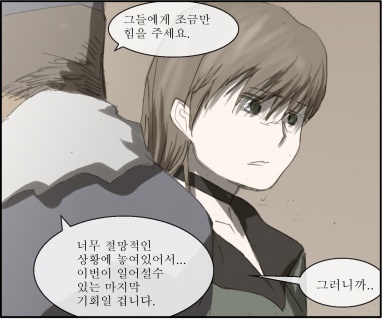 그들에게 조금만
힘을 주세요.
너무 절망적인
상황에 놓여있어서...
이번이 일어설수
있는 마지막
기회일 겁니다.
그러니까..